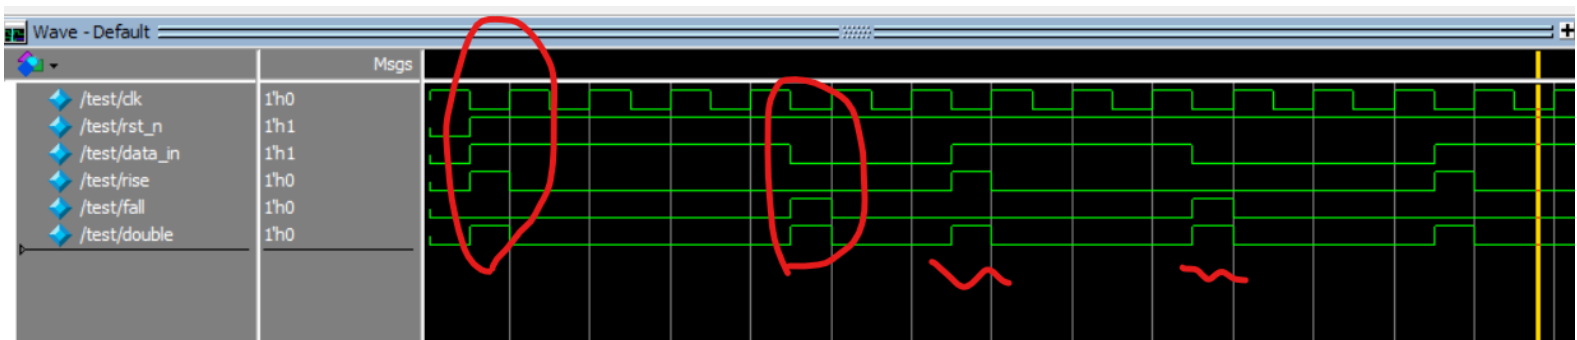 Wave - Default
Msgs
/test/clk 1'h0
/test/rst_n 1'h1
/test/data_in 1'h1
/test/rise 1'h0
/test/fall 1'h0
/test/double 1'h0